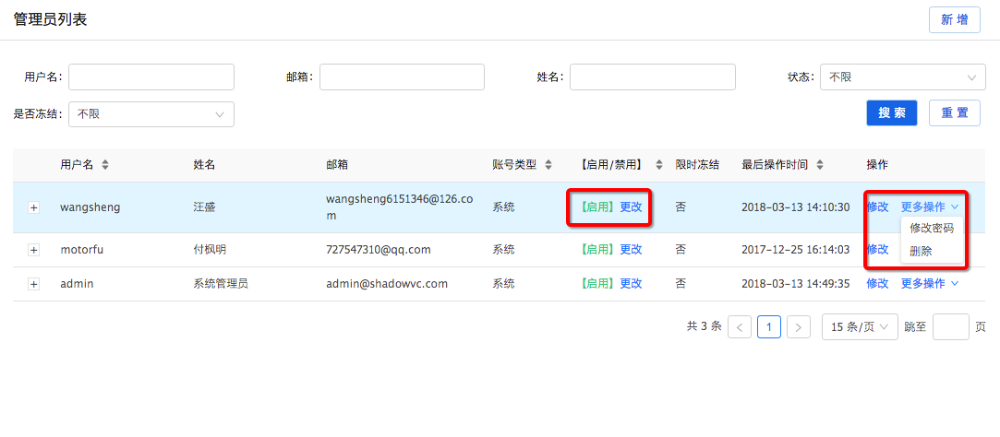 管理员列表
新 增
用户名: 邮箱: 姓名: 状态: 不限
是否冻结: 不限 搜 索 重 置
用户名 姓名 邮箱 账号类型 【启用/禁用】 限时冻结 最后操作时间 操作
wangsheng 汪盛 wangsheng6151346@126.co
m 系统 【启用】更改 否 2018-03-13 14:10:30 修改 更多操作
修改密码
motorfu 付枫明 727547310@qq.com 系统 【启用】更改 否 2017-12-25 16:14:03 修改
删除
admin 系统管理员 admin@shadowvc.com 系统 【启用】更改 否 2018-03-13 14:49:35 修改 更多操作
共 3 条 < 1 > 15 条/页 跳至 页